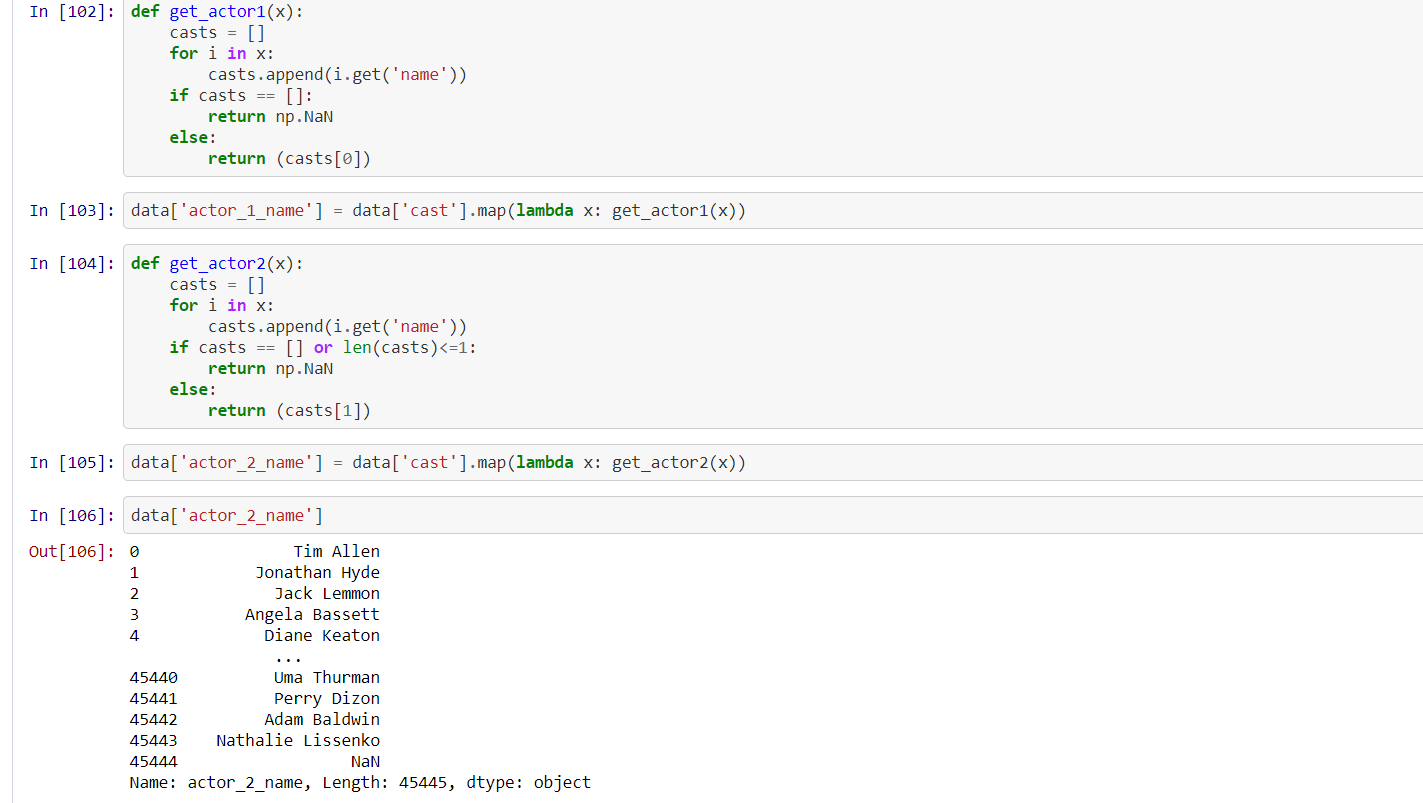 In [102]: def get_actor1(x):
    casts = []
    for i in x:
        casts.append(i.get('name'))
    if casts == []:
        return np.NaN
    else:
        return (casts[0])
In [103]: data['actor_1_name'] = data['cast'].map(lambda x: get_actor1(x))
In [104]: def get_actor2(x):
    casts = []
    for i in x:
        casts.append(i.get('name'))
    if casts == [] or len(casts)<=1:
        return np.NaN
    else:
        return (casts[1])
In [105]: data['actor_2_name'] = data['cast'].map(lambda x: get_actor2(x))
In [106]: data['actor_2_name']
Out[106]: 0                Tim Allen
1            Jonathan Hyde
2              Jack Lemmon
3           Angela Bassett
4             Diane Keaton
               ...
45440          Uma Thurman
45441          Perry Dizon
45442         Adam Baldwin
45443    Nathalie Lissenko
45444                  NaN
Name: actor_2_name, Length: 45445, dtype: object